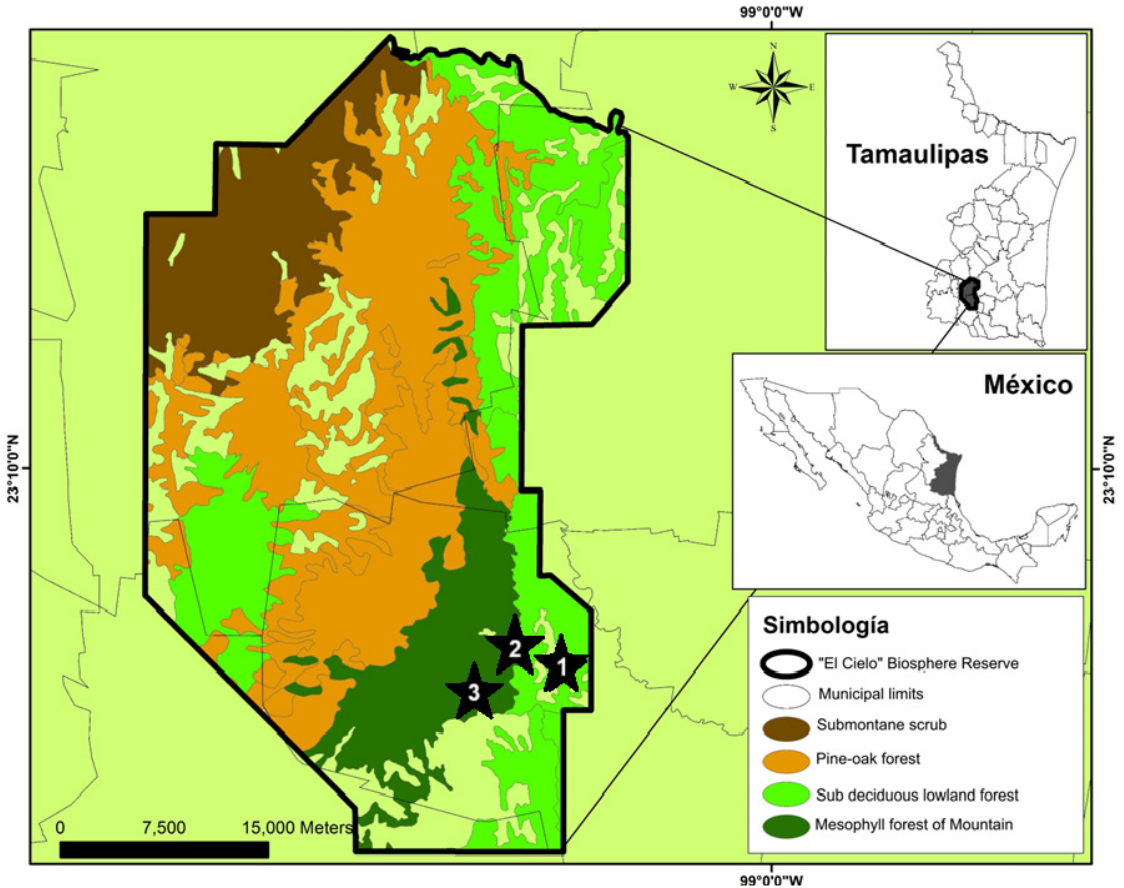 99°0'0"W
N
W
E
S
Tamaulipas
México
23°10'0"N
23°10'0"N
2
1
3
Simbología
"El Cielo" Biosphere Reserve
Municipal limits
Submontane scrub
Pine-oak forest
Sub deciduous lowland forest
Mesophyll forest of Mountain
0 7,500 15,000 Meters
99°0'0"W